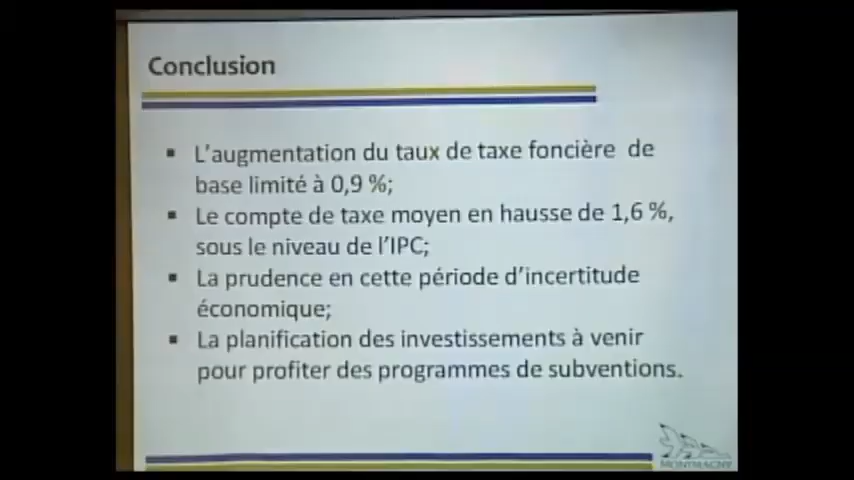 Conclusion
▪ L'augmentation du taux de taxe foncière de
base limité à 0,9 %;
▪ Le compte de taxe moyen en hausse de 1,6 %,
sous le niveau de l'IPC;
▪ La prudence en cette période d'incertitude
économique;
▪ La planification des investissements à venir
pour profiter des programmes de subventions.
MONTMAGNY